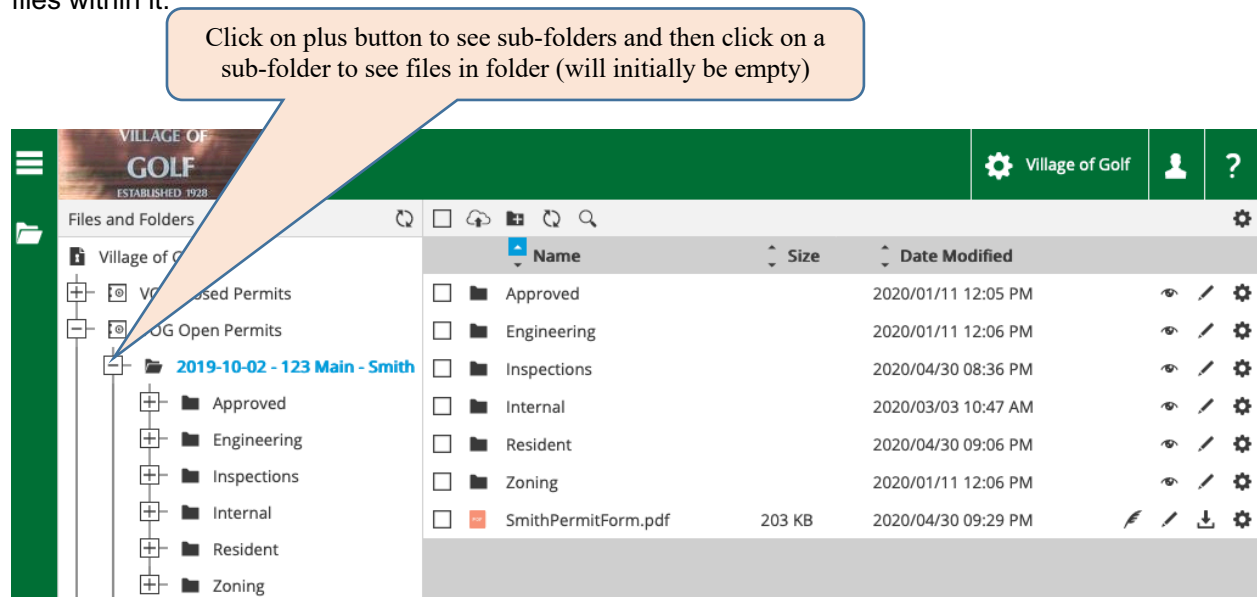 files within it.
Click on plus button to see sub-folders and then click on a
sub-folder to see files in folder (will initially be empty)
VILLAGE OF
GOLF
ESTABLISHED 1928
Village of Golf
?
Files and Folders
Village of
Name Size Date Modified
sed Permits
Approved 2020/01/11 12:05 PM
OG Open Permits
Engineering 2020/01/11 12:06 PM
2019-10-02 - 123 Main - Smith
Inspections 2020/04/30 08:36 PM
Approved
Internal 2020/03/03 10:47 AM
Engineering
Resident 2020/04/30 09:06 PM
Inspections
Zoning 2020/01/11 12:06 PM
Internal
SmithPermitForm.pdf 203 KB 2020/04/30 09:29 PM
Resident
Zoning